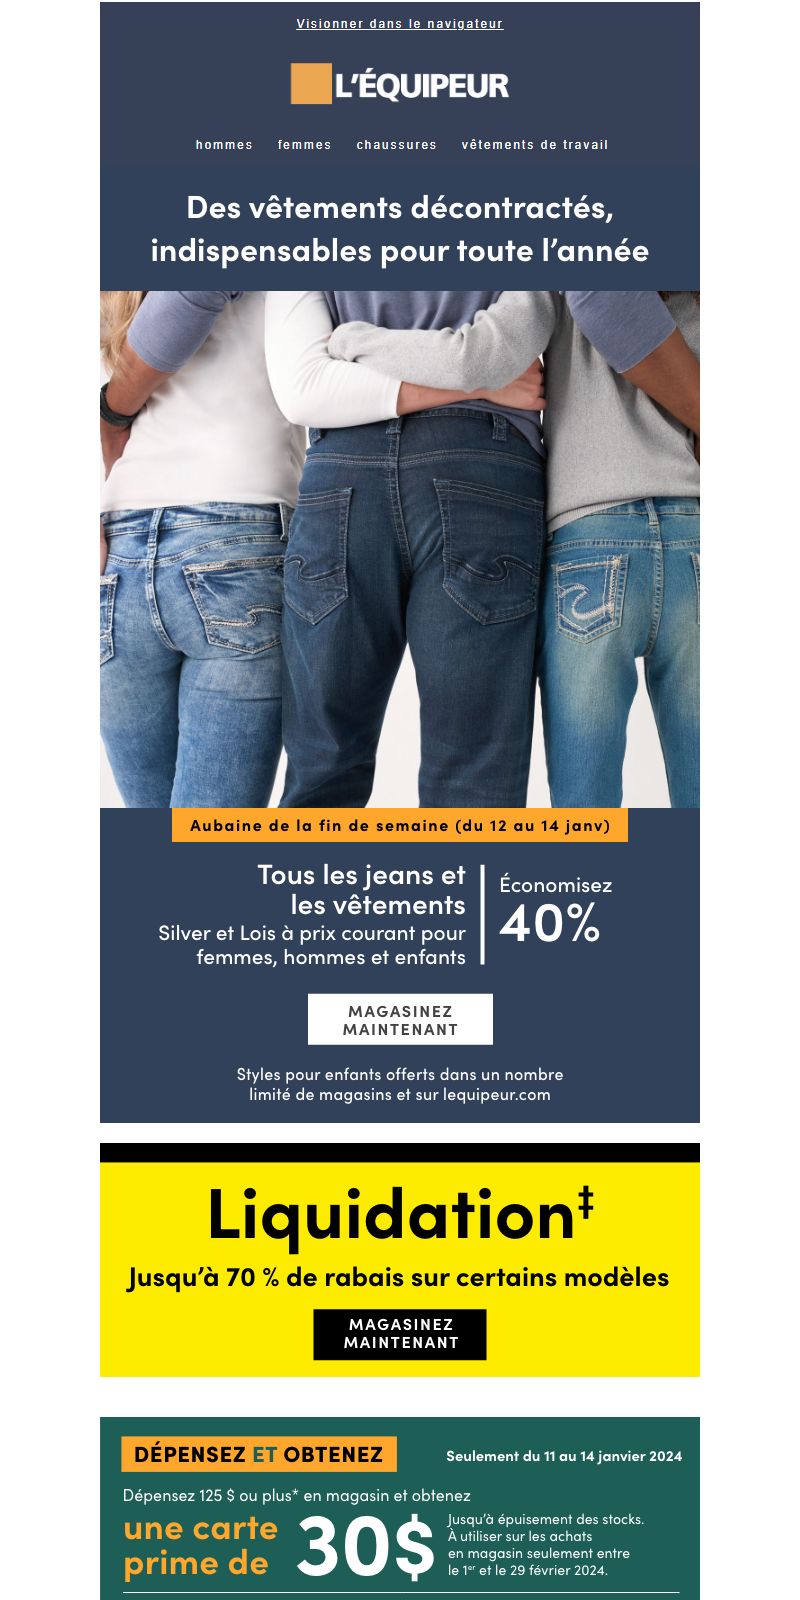 Visionner dans le navigateur
L'ÉQUIPEUR
hommes femmes chaussures vêtements de travail
Des vêtements décontractés,
indispensables pour toute l'année
Aubaine de la fin de semaine (du 12 au 14 janv)
Tous les jeans et
les vêtements
Silver et Lois à prix courant pour
femmes, hommes et enfants
Économisez
40%
MAGASINEZ
MAINTENANT
Styles pour enfants offerts dans un nombre
limité de magasins et sur lequipeur.com
Liquidation‡
Jusqu'à 70 % de rabais sur certains modèles
MAGASINEZ
MAINTENANT
DÉPENSEZ ET OBTENEZ
Seulement du 11 au 14 janvier 2024
Dépensez 125 $ ou plus* en magasin et obtenez
une carte
prime de
30$
Jusqu'à épuisement des stocks.
À utiliser sur les achats
en magasin seulement entre
le 1er et le 29 février 2024.